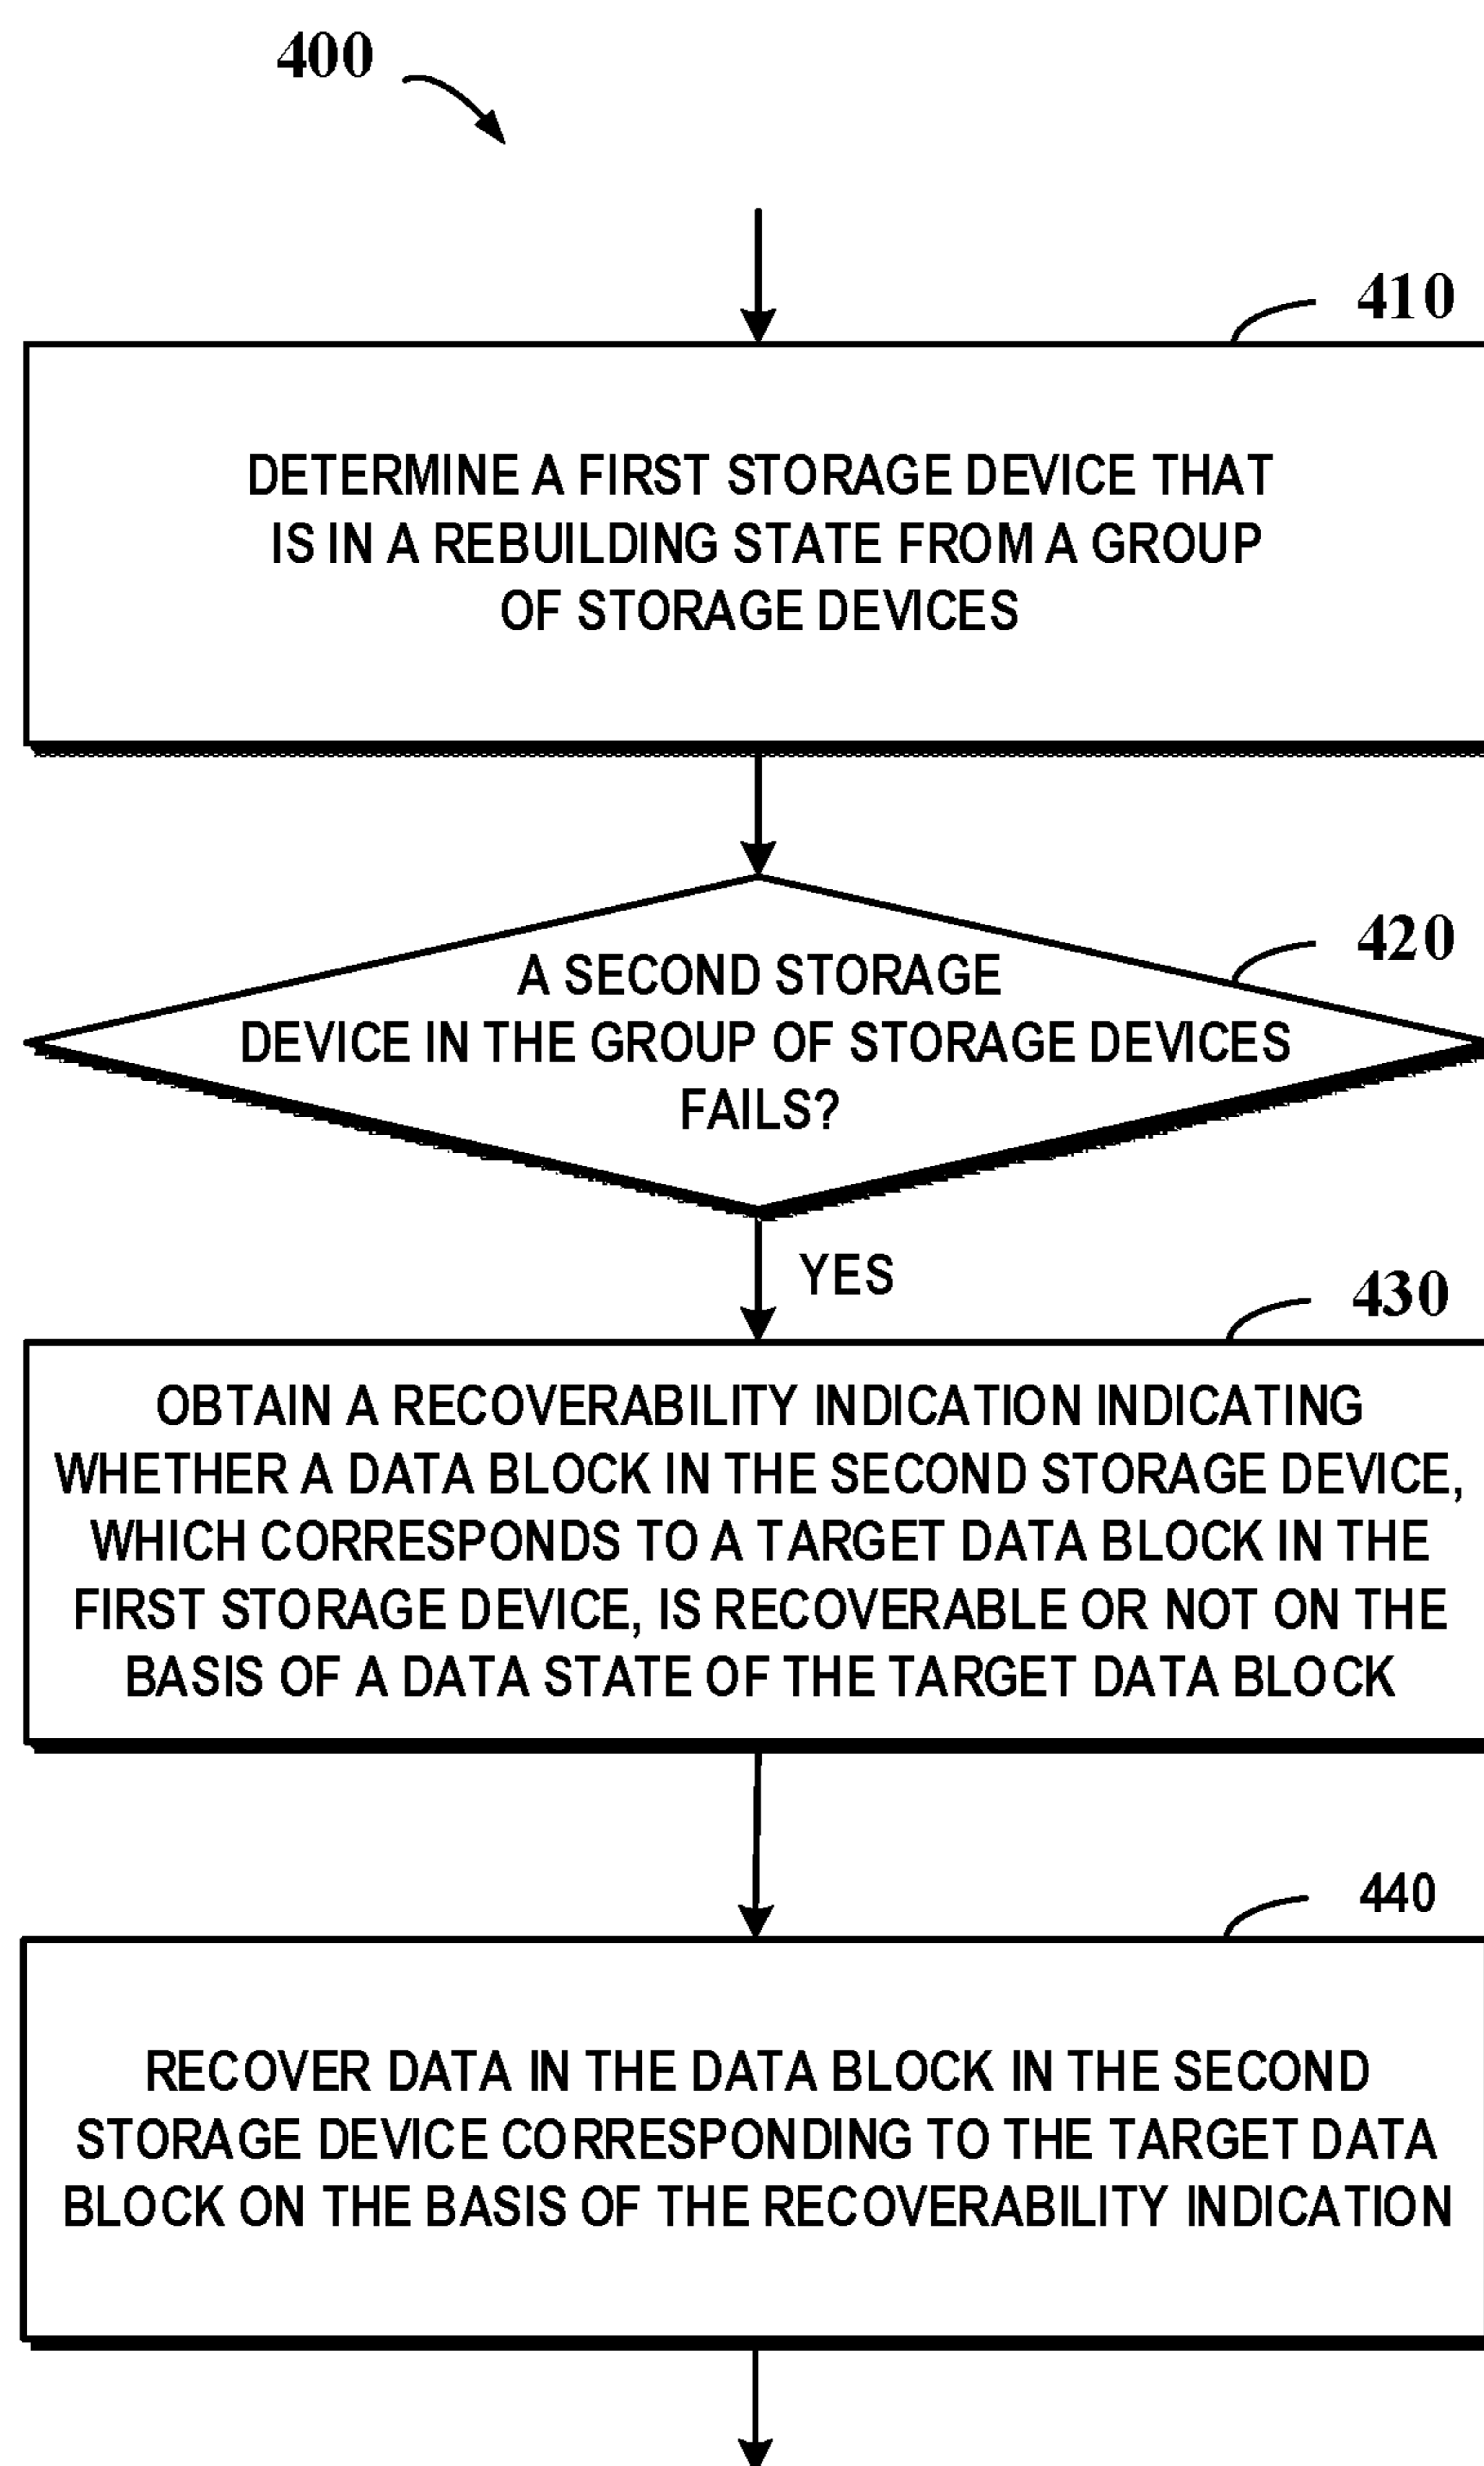 400
410
DETERMINE A FIRST STORAGE DEVICE THAT
IS IN A REBUILDING STATE FROM A GROUP
OF STORAGE DEVICES
420
A SECOND STORAGE
DEVICE IN THE GROUP OF STORAGE DEVICES
FAILS?
YES
430
OBTAIN A RECOVERABILITY INDICATION INDICATING
WHETHER A DATA BLOCK IN THE SECOND STORAGE DEVICE,
WHICH CORRESPONDS TO A TARGET DATA BLOCK IN THE
FIRST STORAGE DEVICE, IS RECOVERABLE OR NOT ON THE
BASIS OF A DATA STATE OF THE TARGET DATA BLOCK
440
RECOVER DATA IN THE DATA BLOCK IN THE SECOND
STORAGE DEVICE CORRESPONDING TO THE TARGET DATA
BLOCK ON THE BASIS OF THE RECOVERABILITY INDICATION